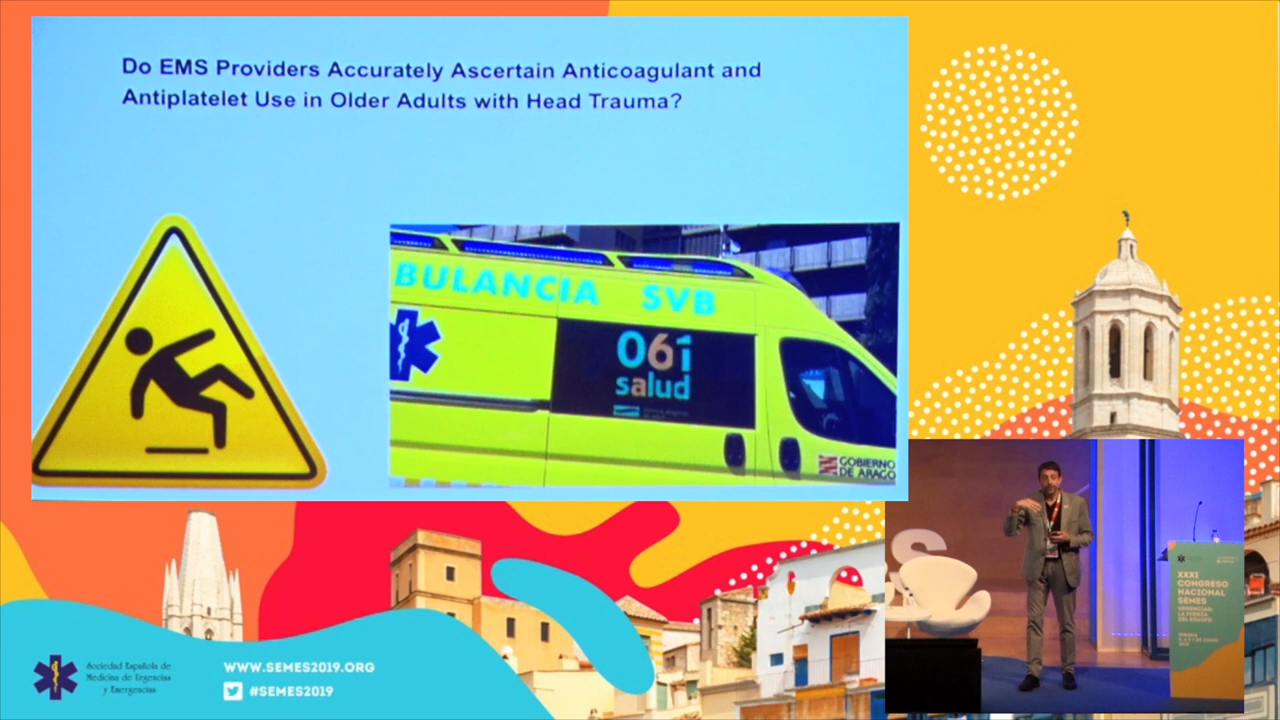 Do EMS Providers Accurately Ascertain Anticoagulant and
Antiplatelet Use in Older Adults with Head Trauma?
BULANCIA SVB
061
salud
GOBIERNO
DE ARAGO
Sociedad Española de
Medicina de Urgencias
y Emergencias
WWW.SEMES2019.ORG
#SEMES2019
S
XXXI
CONGRESO
NACIONAL
SEMES
URGENCIAS:
LA FUERZA
DEL EQUIPO